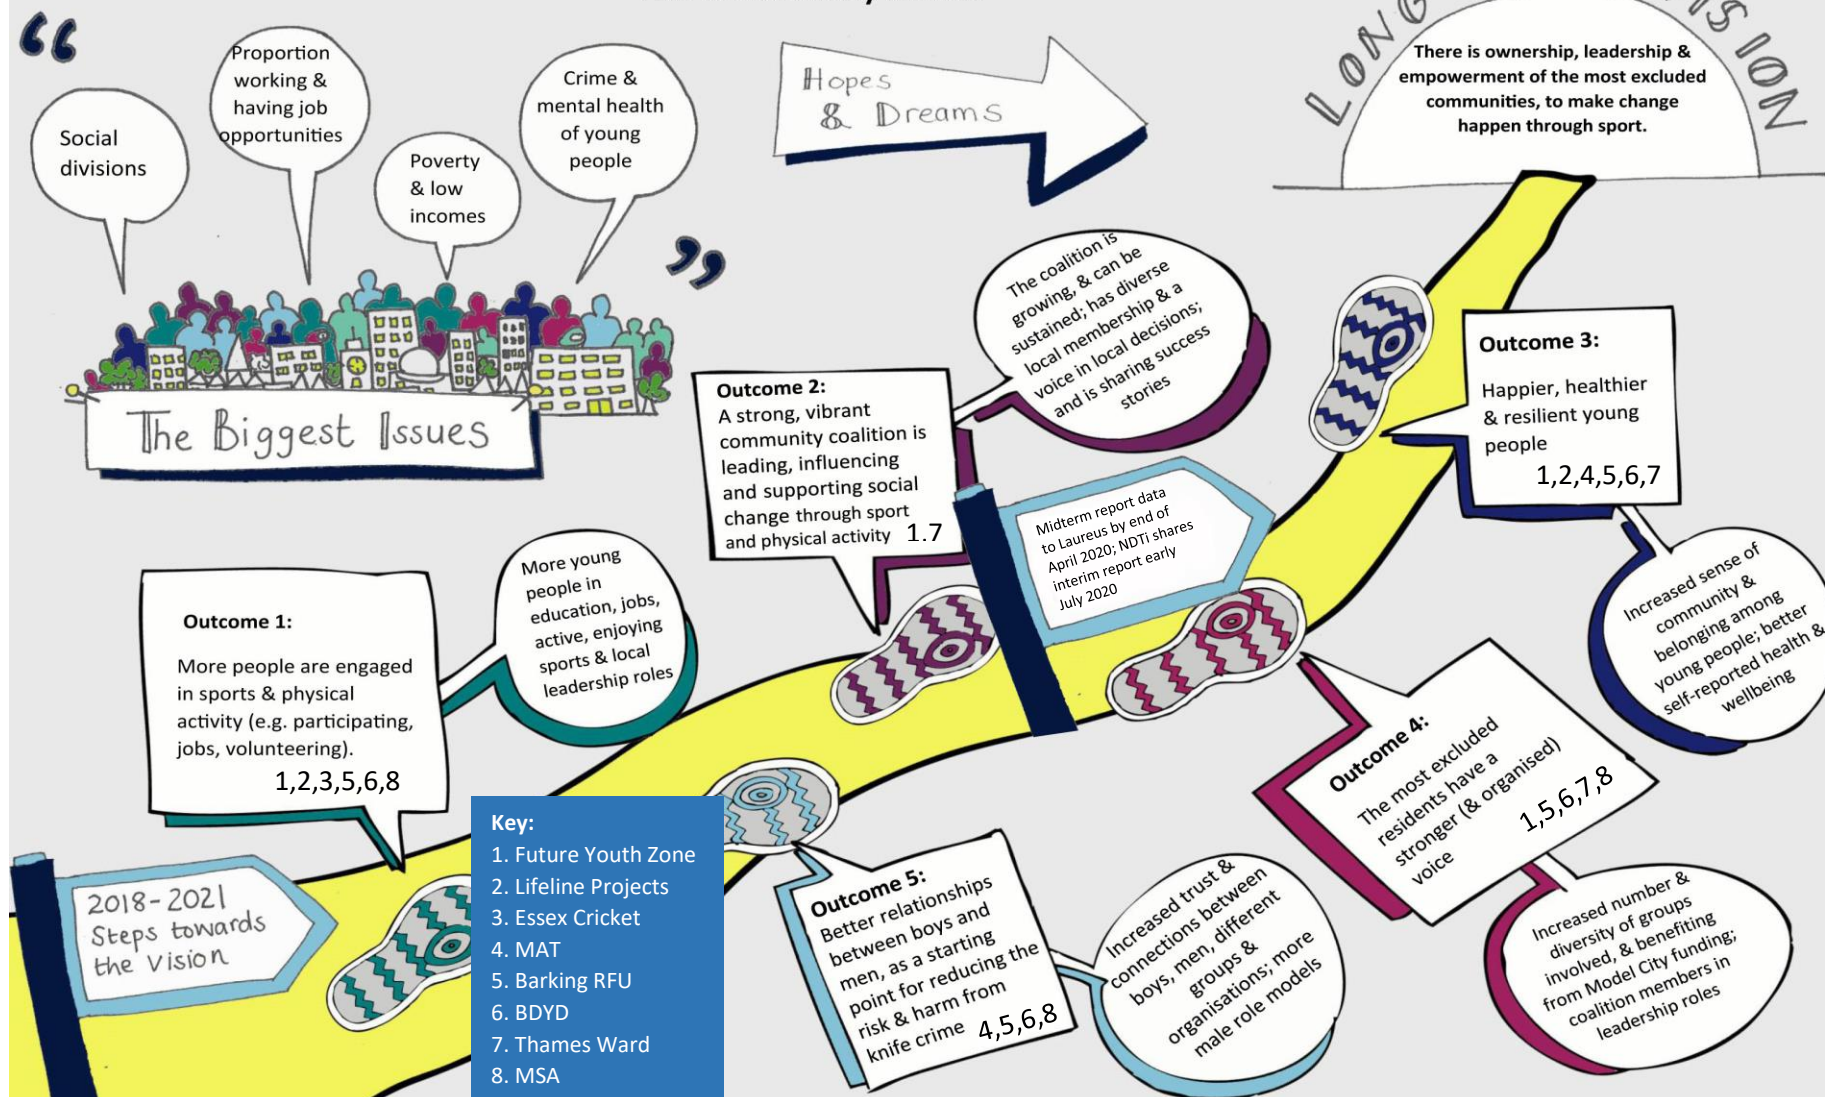 “
Social
divisions
Proportion
working &
having job
opportunities
Poverty
& low
incomes
Crime &
mental health
of young
people
”
The Biggest Issues
Hopes
& Dreams
LONG
VISION
There is ownership, leadership &
empowerment of the most excluded
communities, to make change
happen through sport.
Outcome 1:
More people are engaged
in sports & physical
activity (e.g. participating,
jobs, volunteering).
1,2,3,5,6,8
More young
people in
education, jobs,
active, enjoying
sports & local
leadership roles
Outcome 2:
A strong, vibrant
community coalition is
leading, influencing
and supporting social
change through sport
and physical activity 1.7
The coalition is
growing, & can be
sustained; has diverse
local membership & a
voice in local decisions;
and is sharing success
stories
Midterm report data
to Laureus by end of
April 2020; NDTi shares
interim report early
July 2020
Outcome 3:
Happier, healthier
& resilient young
people
1,2,4,5,6,7
Increased sense of
community &
belonging among
young people; better
self-reported health &
wellbeing
Outcome 4:
The most excluded
residents have a
stronger (& organised)
voice 1,5,6,7,8
Increased number &
diversity of groups
involved, & benefiting
from Model City funding;
coalition members in
leadership roles
Outcome 5:
Better relationships
between boys and
men, as a starting
point for reducing the
risk & harm from
knife crime 4,5,6,8
Increased trust &
connections between
boys, men, different
groups &
organisations; more
male role models
2018-2021
Steps towards
the Vision
Key:
1. Future Youth Zone
2. Lifeline Projects
3. Essex Cricket
4. MAT
5. Barking RFU
6. BDYD
7. Thames Ward
8. MSA